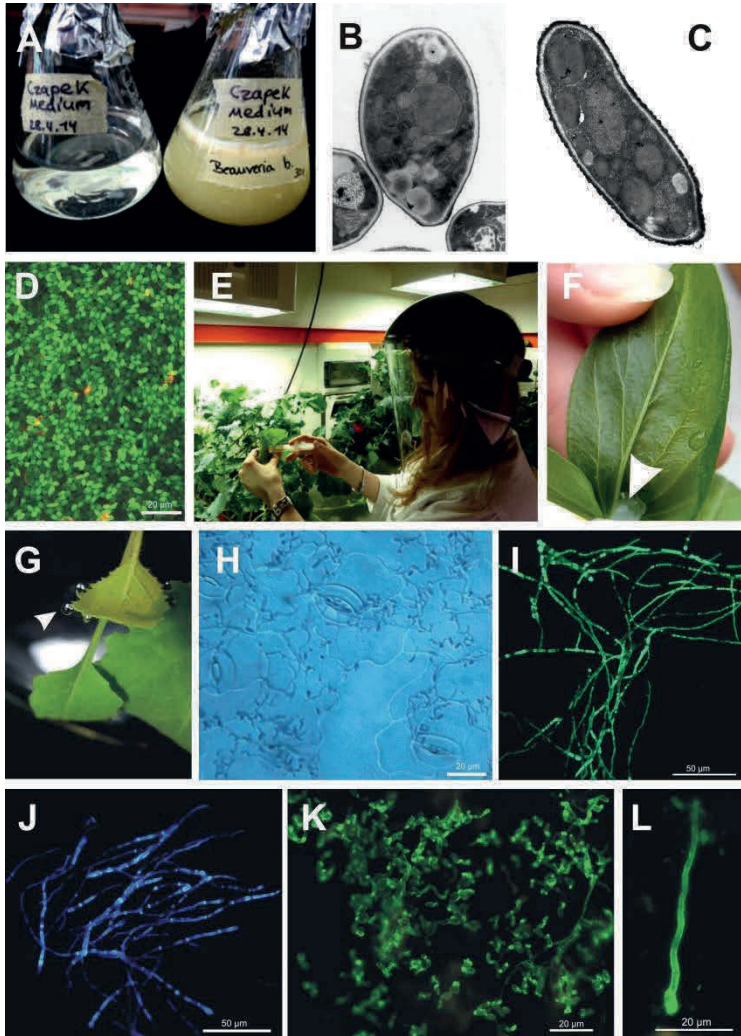 A
CzapeK
Medium
28.4.14
CzapeK
Medium
28.4.14
Beauveria b.
B
C
D
20 µm
E
F
G
H
20 µm
I
50 µm
J
50 µm
K
20 µm
L
20 µm